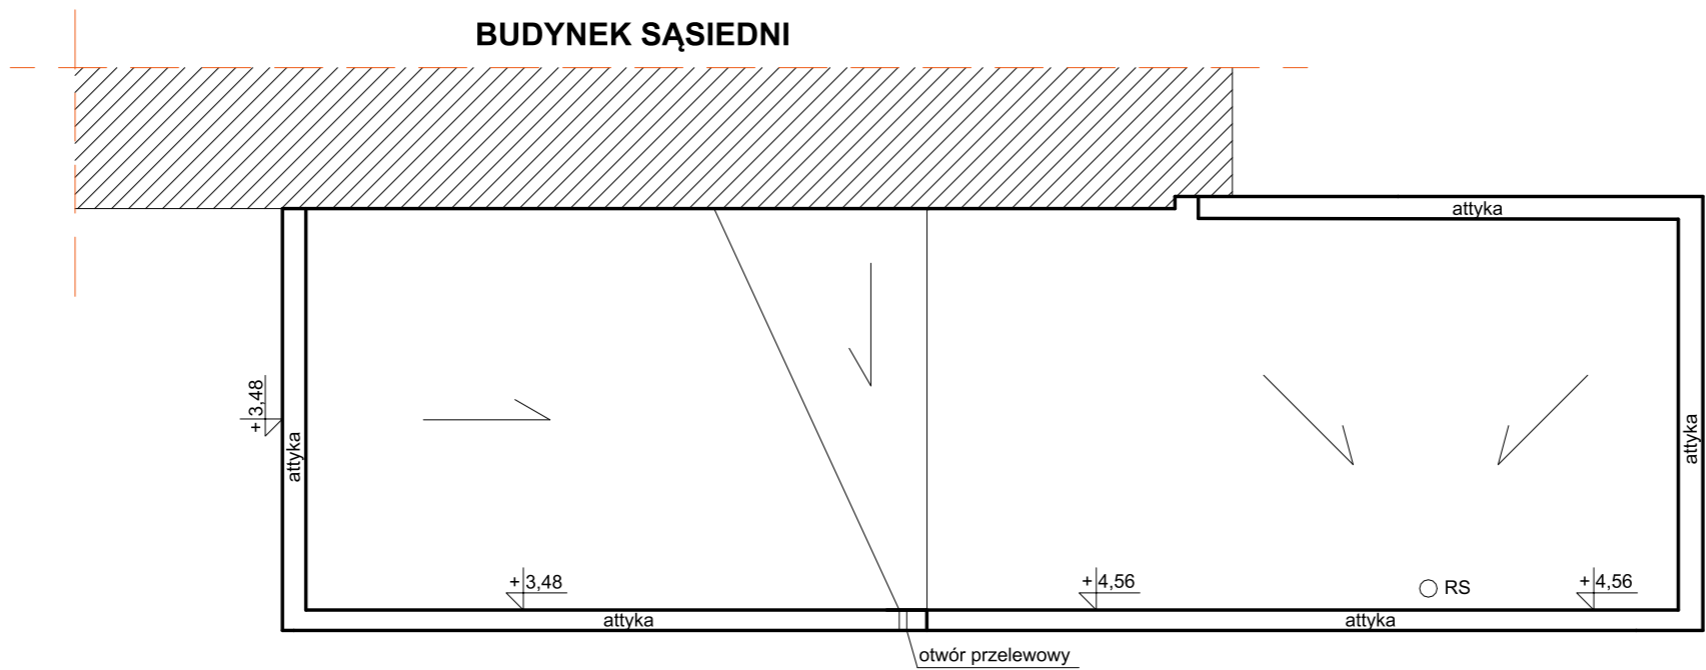 BUDYNEK SĄSIEDNI
attyka
+3,48
attyka
attyka
+3,48
+4,56
RS
+4,56
attyka
attyka
otwór przelewowy